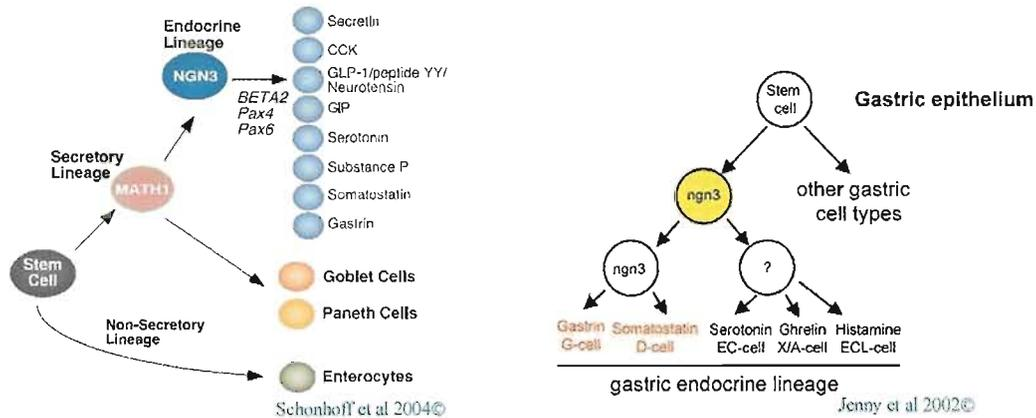 Endocrine
Lineage
NGN3
BETA2
Pax4
Pax6
Secretin
CCK
GLP-1/peptide YY/
Neurotensin
GIP
Serotonin
Substance P
Somatostatin
Gastrin
Secretory
Lineage
MATH1
Stem
Cell
Goblet Cells
Paneth Cells
Non-Secretory
Lineage
Enterocytes
Schonhoff et al 2004©
Stem
cell
Gastric epithelium
ngn3
other gastric
cell types
ngn3
?
Gastrin
G-cell
Somatostatin
D-cell
Serotonin
EC-cell
Ghrelin
X/A-cell
Histamine
ECL-cell
gastric endocrine lineage
Jenny et al 2002©